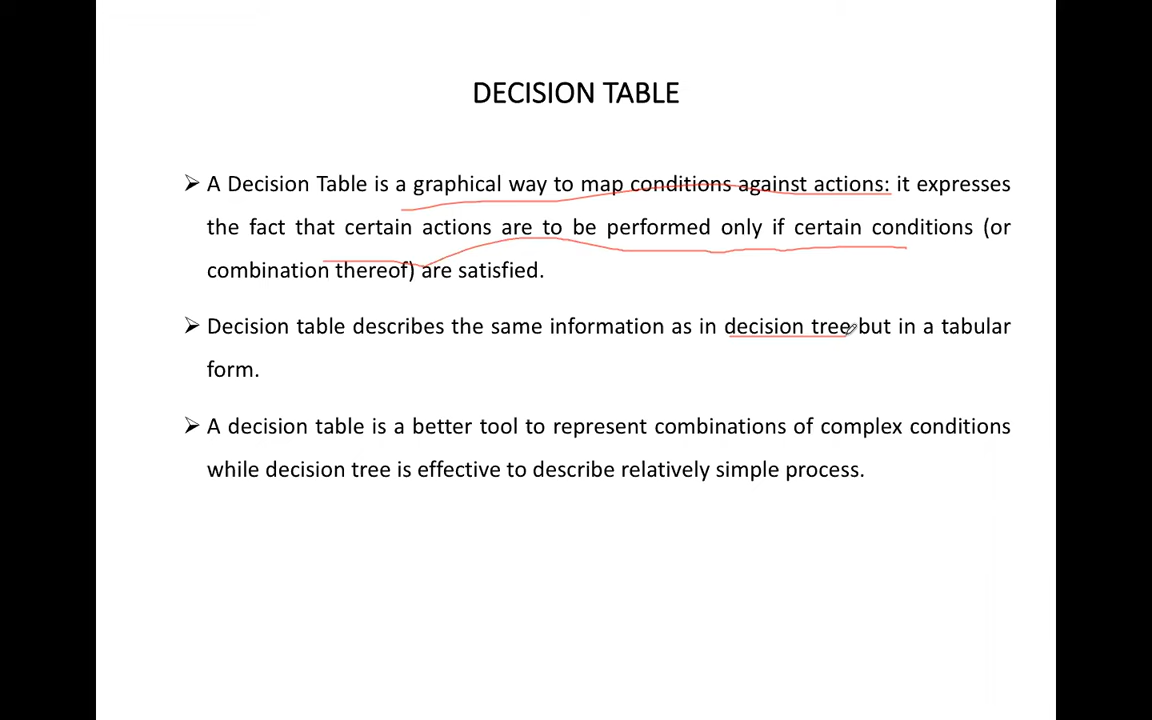 DECISION TABLE
➢ A Decision Table is a graphical way to map conditions against actions: it expresses
the fact that certain actions are to be performed only if certain conditions (or
combination thereof) are satisfied.
➢ Decision table describes the same information as in decision tree but in a tabular
form.
➢ A decision table is a better tool to represent combinations of complex conditions
while decision tree is effective to describe relatively simple process.